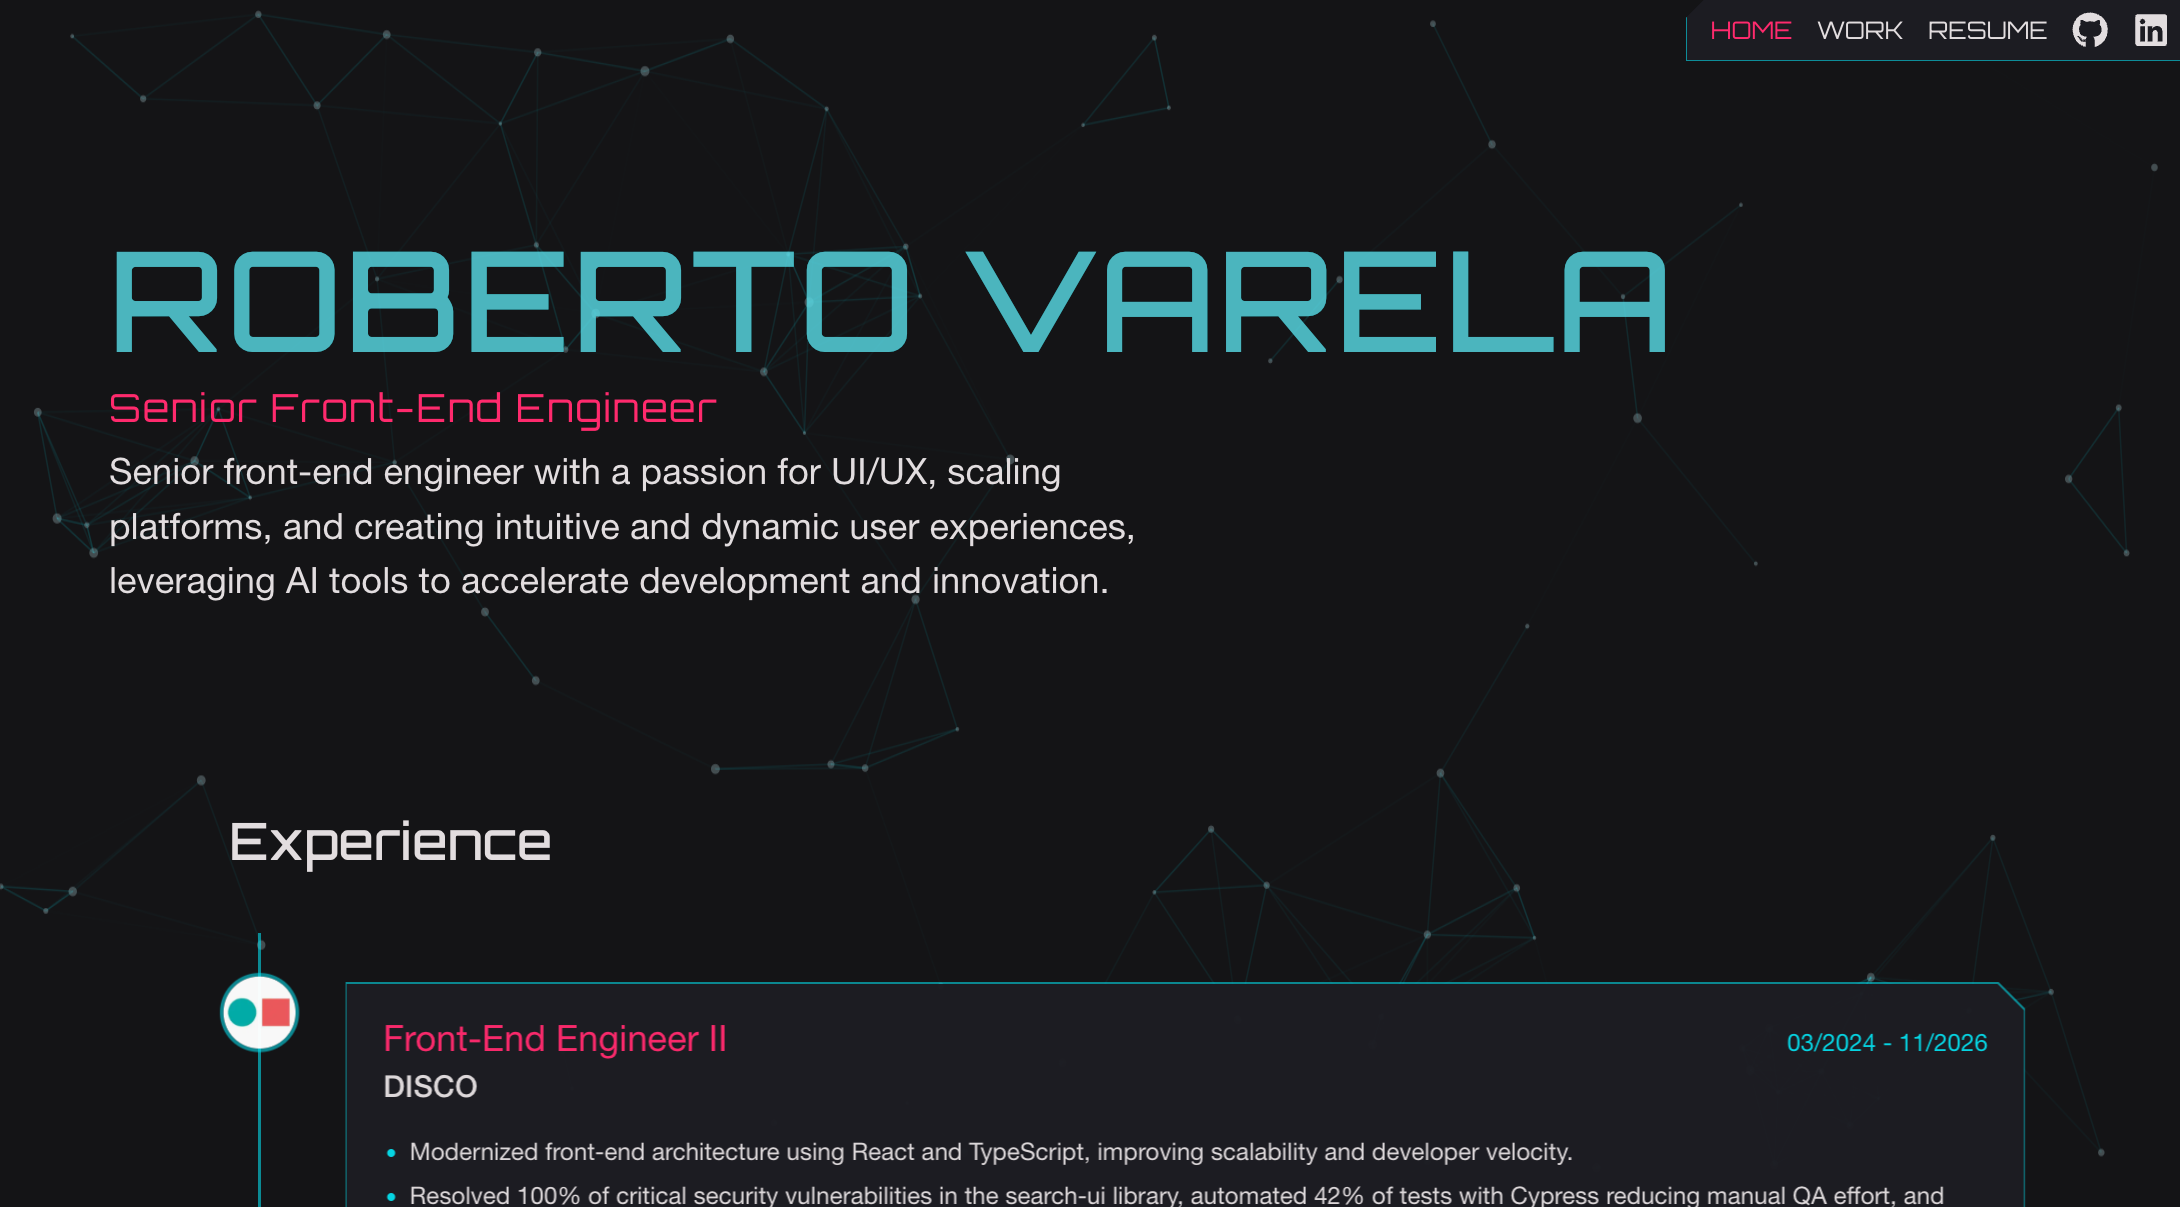 HOME WORK RESUME
ROBERTO VARELA
Senior Front-End Engineer
Senior front-end engineer with a passion for UI/UX, scaling
platforms, and creating intuitive and dynamic user experiences,
leveraging AI tools to accelerate development and innovation.
Experience
Front-End Engineer II
03/2024 - 11/2026
DISCO
Modernized front-end architecture using React and TypeScript, improving scalability and developer velocity.
Resolved 100% of critical security vulnerabilities in the search-ui library, automated 42% of tests with Cypress reducing manual QA effort, and